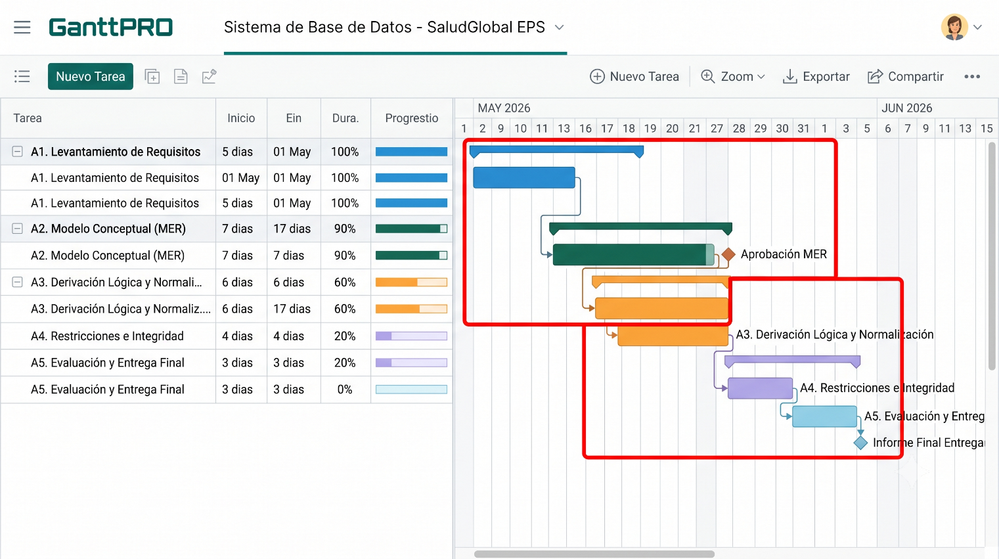 GanttPRO
Sistema de Base de Datos - SaludGlobal EPS
Nuevo Tarea
Nuevo Tarea Zoom Exportar Compartir
Tarea Inicio Ein Dura. Progrestio
MAY 2026 JUN 2026
1 2 9 10 11 13 16 17 18 19 20 21 27 28 29 30 31 1 3 5 6 7 9 11 13 15
A1. Levantamiento de Requisitos 5 dias 01 May 100%
A1. Levantamiento de Requisitos 01 May 01 May 100%
A1. Levantamiento de Requisitos 5 dias 01 May 100%
A2. Modelo Conceptual (MER) 7 dias 17 dias 90%
A2. Modelo Conceptual (MER) 7 dias 7 dias 90%
Aprobación MER
A3. Derivación Lógica y Normali... 6 dias 6 dias 60%
A3. Derivación Lógica y Normaliz.... 6 dias 17 dias 60%
A4. Restricciones e Integridad 4 dias 4 dias 20%
A3. Derivación Lógica y Normalización
A5. Evaluación y Entrega Final 3 dias 3 dias 20%
A5. Evaluación y Entrega Final 3 dias 3 dias 0%
A4. Restricciones e Integridad
A5. Evaluación y Entreg
Informe Final Entrega